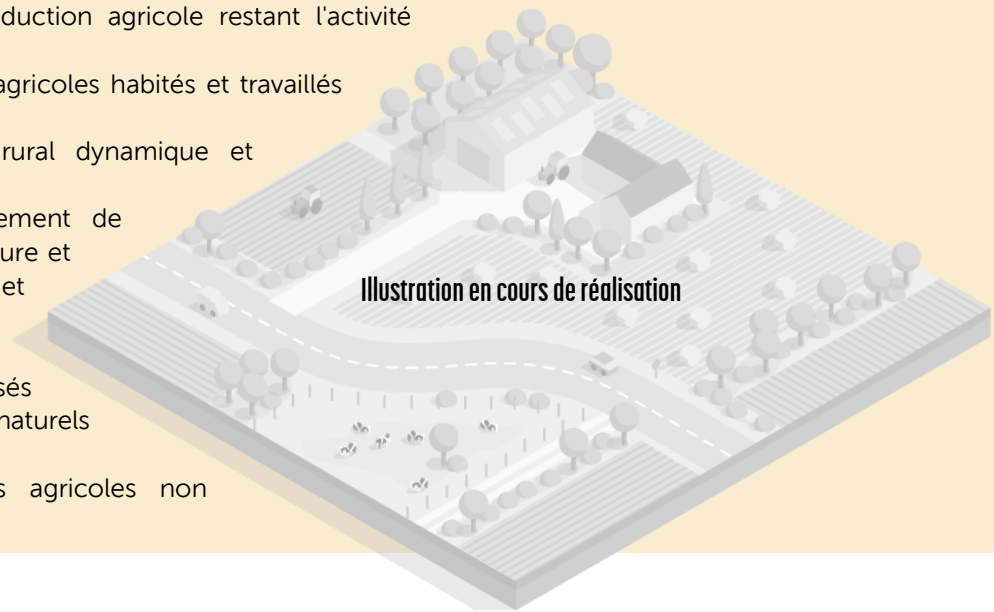 duction agricole restant l'activité
agricoles habités et travaillés
rural dynamique et
ement de
ure et
et
Illustration en cours de réalisation
sés
naturels
s agricoles non